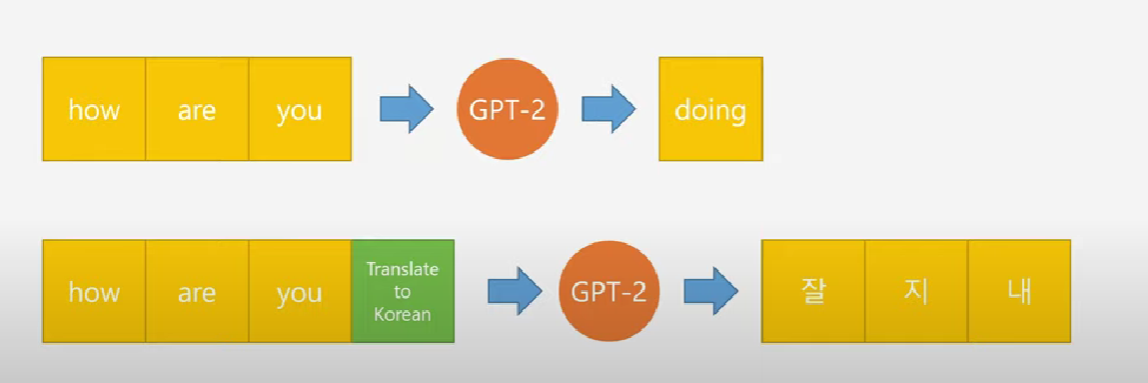 how are you GPT-2 doing
how are you Translate to Korean GPT-2 잘 지 내